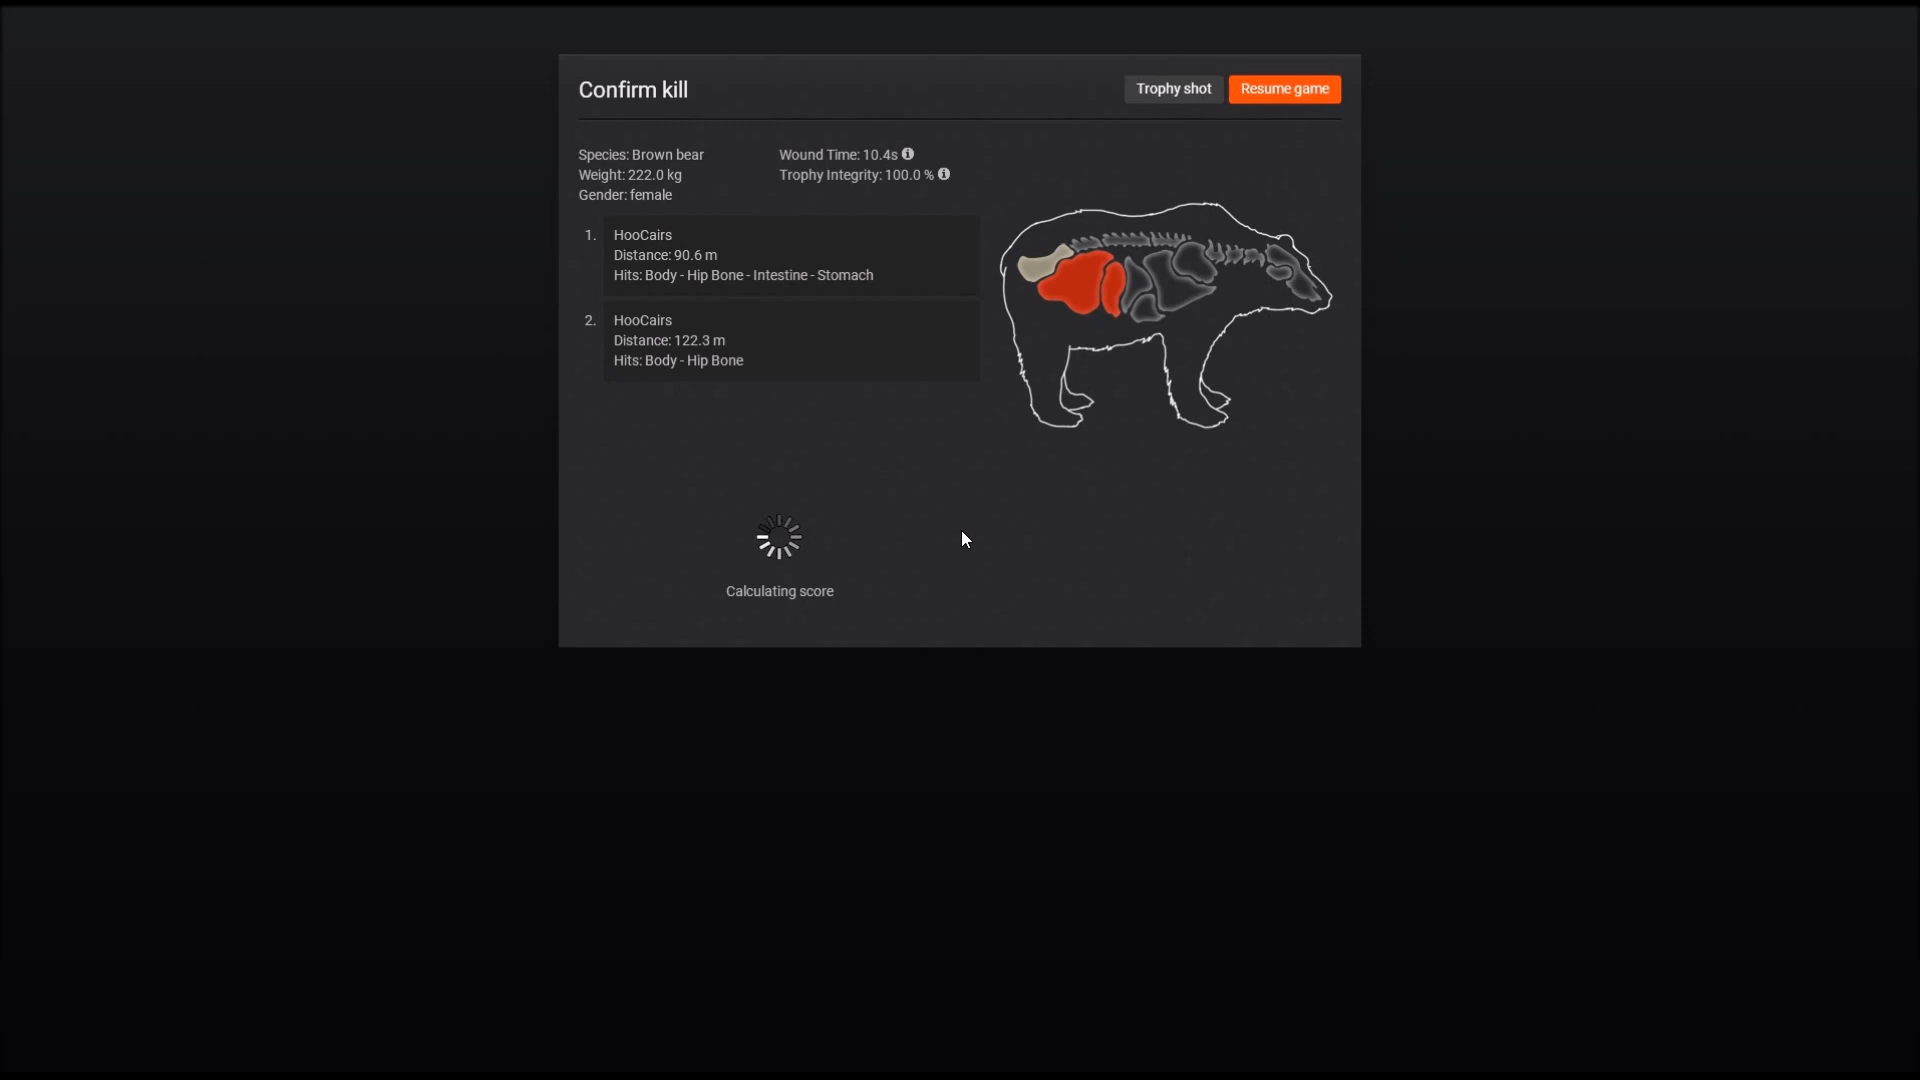 Confirm kill
Trophy shot
Resume game
Species: Brown bear
Weight: 222.0 kg
Gender: female
Wound Time: 10.4s
Trophy Integrity: 100.0 %
1.
HooCairs
Distance: 90.6 m
Hits: Body - Hip Bone - Intestine - Stomach
2.
HooCairs
Distance: 122.3 m
Hits: Body - Hip Bone
Calculating score